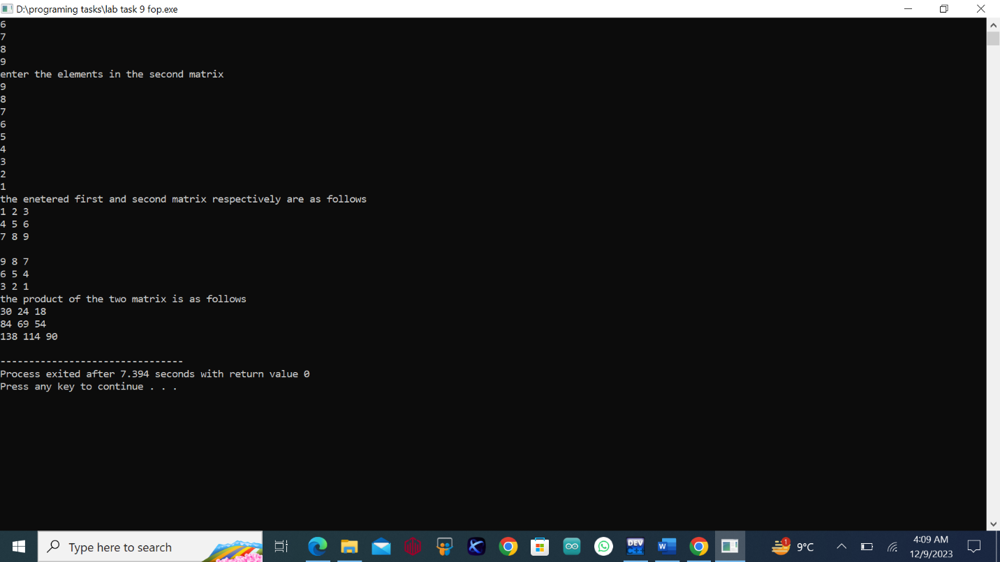 D:\programing tasks\lab task 9 fop.exe
6
7
8
9
enter the elements in the second matrix
9
8
7
6
5
4
3
2
1
the enetered first and second matrix respectively are as follows
1 2 3
4 5 6
7 8 9
9 8 7
6 5 4
3 2 1
the product of the two matrix is as follows
30 24 18
84 69 54
138 114 90
--------------------------------
Process exited after 7.394 seconds with return value 0
Press any key to continue . . .
Type here to search
DEV
C++
W
1
9°C
4:09 AM
12/9/2023